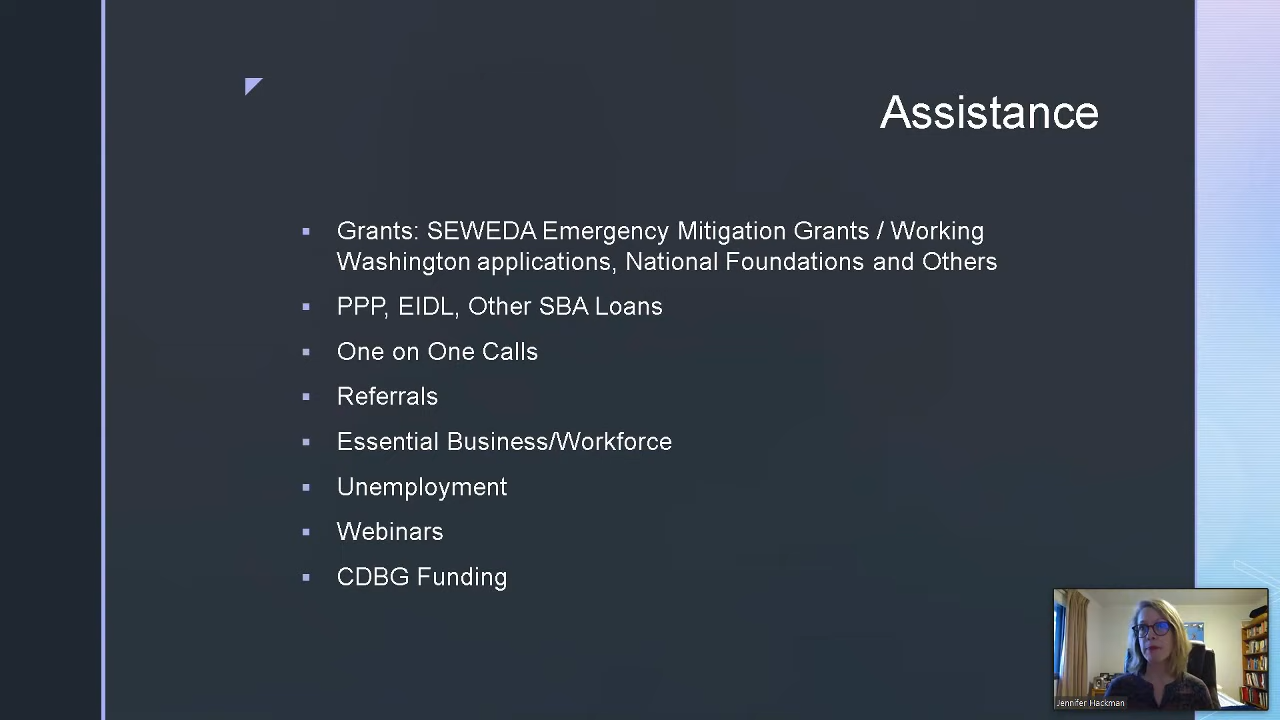 Assistance
▪ Grants: SEWEDA Emergency Mitigation Grants / Working
Washington applications, National Foundations and Others
▪ PPP, EIDL, Other SBA Loans
▪ One on One Calls
▪ Referrals
▪ Essential Business/Workforce
▪ Unemployment
▪ Webinars
▪ CDBG Funding
Jennifer Hackman